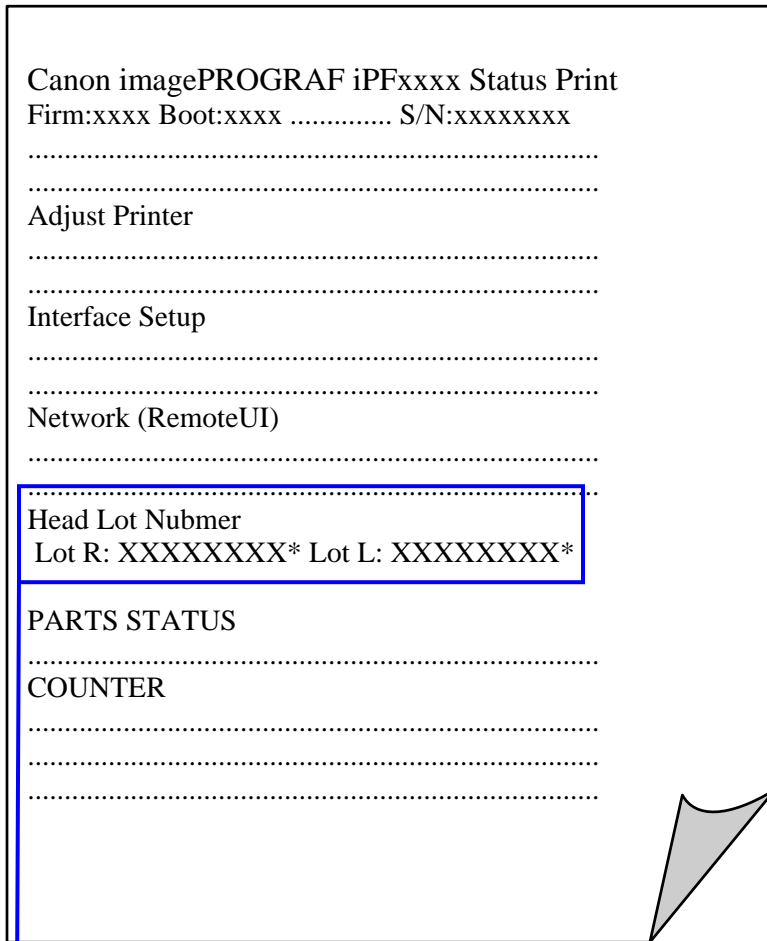 Canon imagePROGRAF iPFxxxx Status Print
Firm:xxxx Boot:xxxx .............. S/N:xxxxxxxx
..............................................................................
..............................................................................
Adjust Printer
..............................................................................
..............................................................................
Interface Setup
..............................................................................
..............................................................................
Network (RemoteUI)
..............................................................................
..............................................................................
Head Lot Nubmer
Lot R: XXXXXXXX* Lot L: XXXXXXXX*
PARTS STATUS
..............................................................................
COUNTER
..............................................................................
..............................................................................
..............................................................................